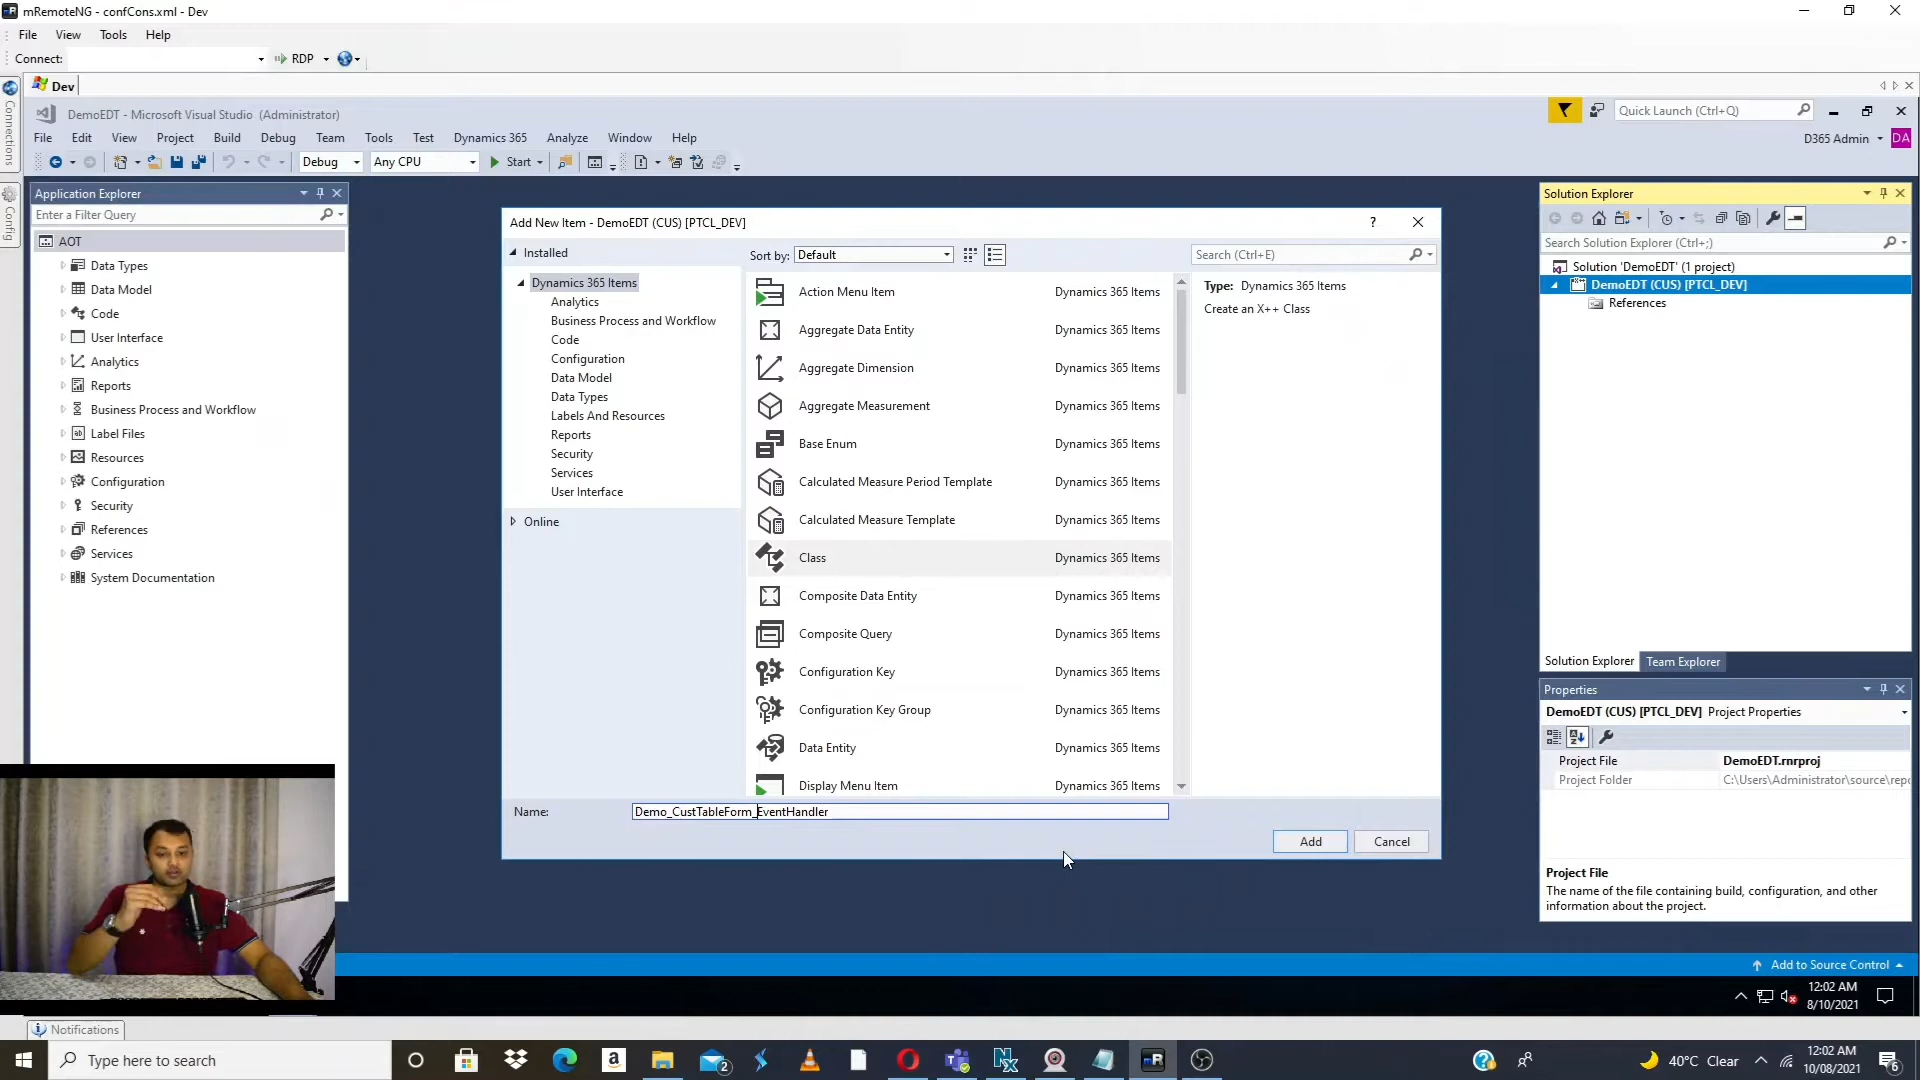 mRemoteNG - confCons.xml - Dev
File View Tools Help
Connect: RDP
Connections
Config
Dev
DemoEDT - Microsoft Visual Studio (Administrator)
Quick Launch (Ctrl+Q)
File Edit View Project Build Debug Team Tools Test Dynamics 365 Analyze Window Help
D365 Admin DA
Debug Any CPU Start
Application Explorer
Enter a Filter Query
AOT
Data Types
Data Model
Code
User Interface
Analytics
Reports
Business Process and Workflow
Label Files
Resources
Configuration
Security
References
Services
System Documentation
Add New Item - DemoEDT (CUS) [PTCL_DEV]
?
Installed
Sort by: Default
Search (Ctrl+E)
Dynamics 365 Items
Analytics
Business Process and Workflow
Code
Configuration
Data Model
Data Types
Labels And Resources
Reports
Security
Services
User Interface
Online
Action Menu Item Dynamics 365 Items
Aggregate Data Entity Dynamics 365 Items
Aggregate Dimension Dynamics 365 Items
Aggregate Measurement Dynamics 365 Items
Base Enum Dynamics 365 Items
Calculated Measure Period Template Dynamics 365 Items
Calculated Measure Template Dynamics 365 Items
Class Dynamics 365 Items
Composite Data Entity Dynamics 365 Items
Composite Query Dynamics 365 Items
Configuration Key Dynamics 365 Items
Configuration Key Group Dynamics 365 Items
Data Entity Dynamics 365 Items
Display Menu Item Dynamics 365 Items
Type: Dynamics 365 Items
Create an X++ Class
Name: Demo_CustTableForm_EventHandler
Add Cancel
Solution Explorer
Search Solution Explorer (Ctrl+;)
Solution 'DemoEDT' (1 project)
DemoEDT (CUS) [PTCL_DEV]
References
Solution Explorer Team Explorer
Properties
DemoEDT (CUS) [PTCL_DEV] Project Properties
Project File DemoEDT.rnrproj
Project Folder C:\Users\Administrator\source\repo
Project File
The name of the file containing build, configuration, and other
information about the project.
Add to Source Control
12:02 AM
8/10/2021
Notifications
Type here to search
2
40°C Clear
12:02 AM
10/08/2021
6